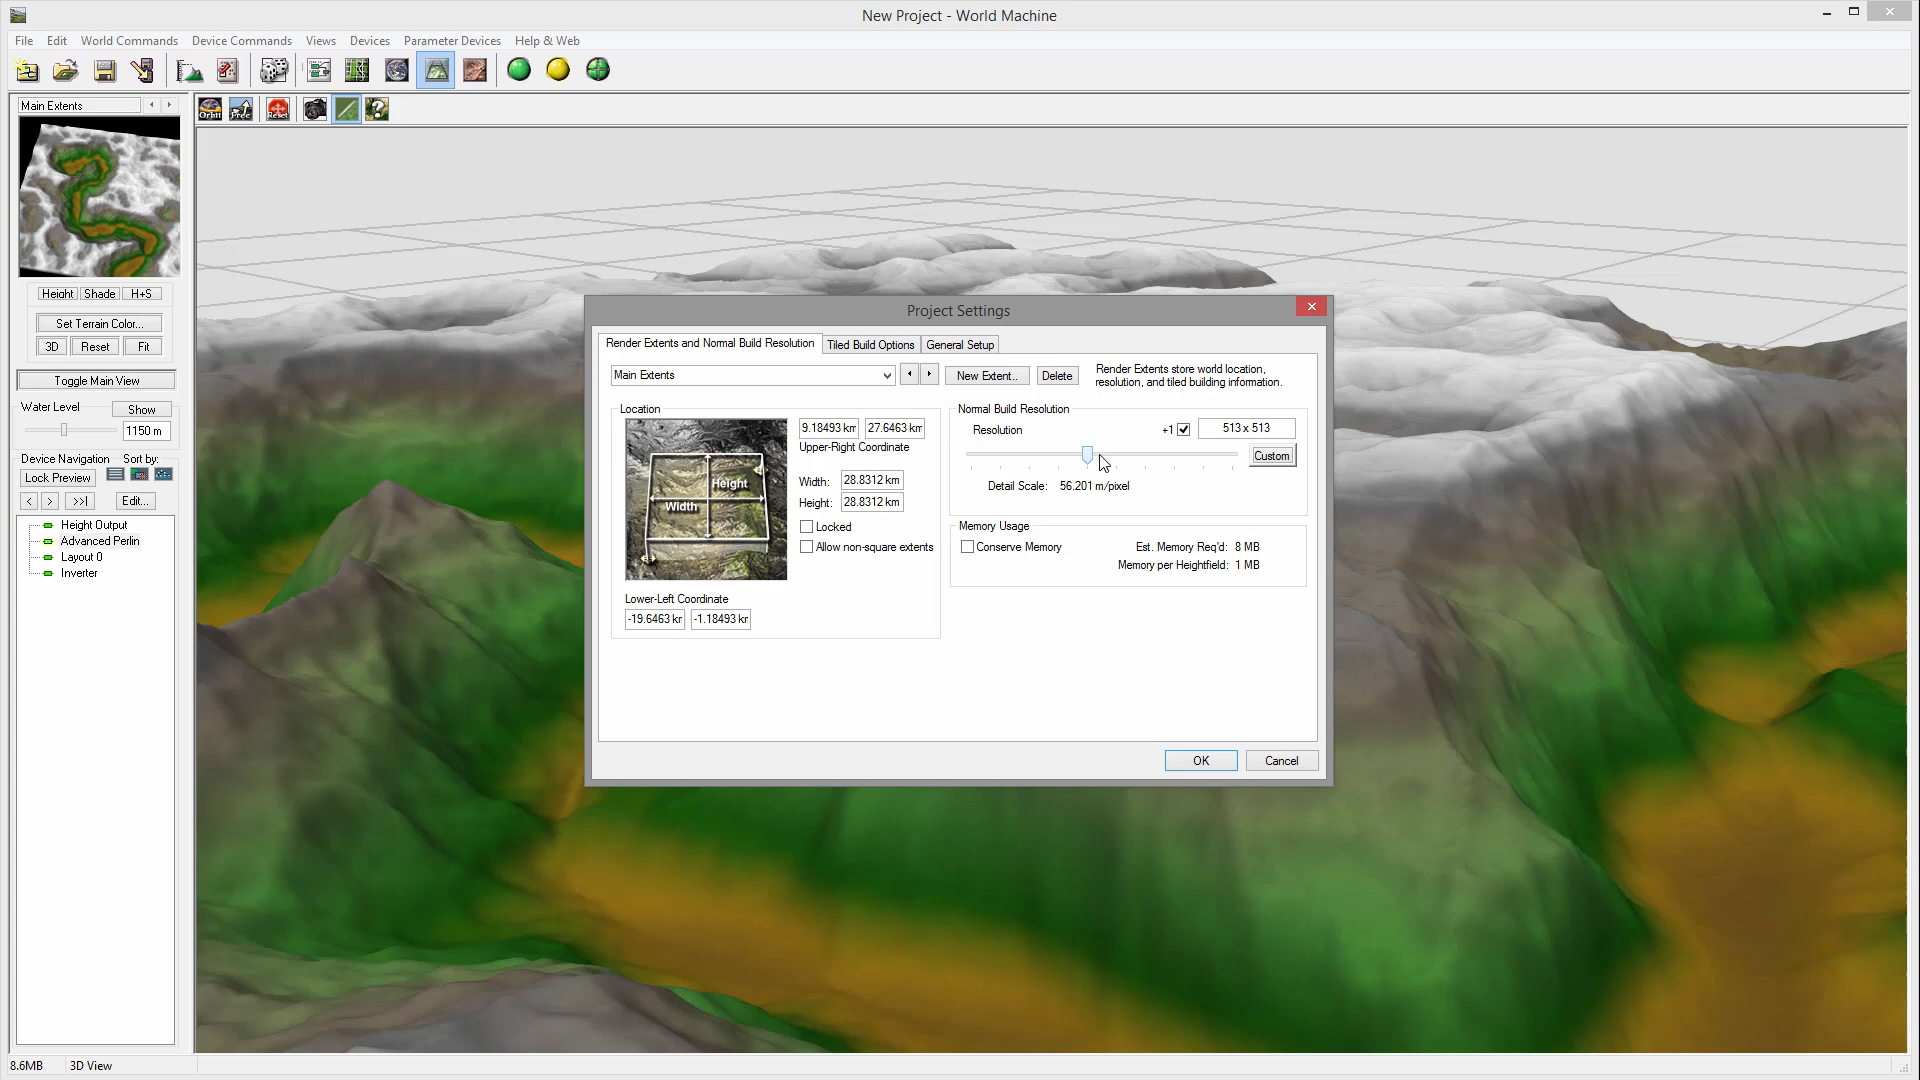 New Project - World Machine
File Edit World Commands Device Commands Views Devices Parameter Devices Help & Web
Main Extents
Orbit Free Reset
Height Shade H+S
Set Terrain Color...
3D Reset Fit
Toggle Main View
Water Level Show
1150 m
Device Navigation Sort by:
Lock Preview
< > >>| Edit...
Height Output
Advanced Perlin
Layout 0
Inverter
Project Settings
Render Extents and Normal Build Resolution Tiled Build Options General Setup
Main Extents New Extent.. Delete
Render Extents store world location,
resolution, and tiled building information.
Location
9.18493 km 27.6463 km
Upper-Right Coordinate
Width: 28.8312 km
Height: 28.8312 km
Locked
Allow non-square extents
Height
Width
Lower-Left Coordinate
-19.6463 kr -1.18493 kr
Normal Build Resolution
Resolution +1 513 x 513
Custom
Detail Scale: 56.201 m/pixel
Memory Usage
Conserve Memory Est. Memory Req'd: 8 MB
Memory per Heightfield: 1 MB
OK Cancel
8.6MB 3D View